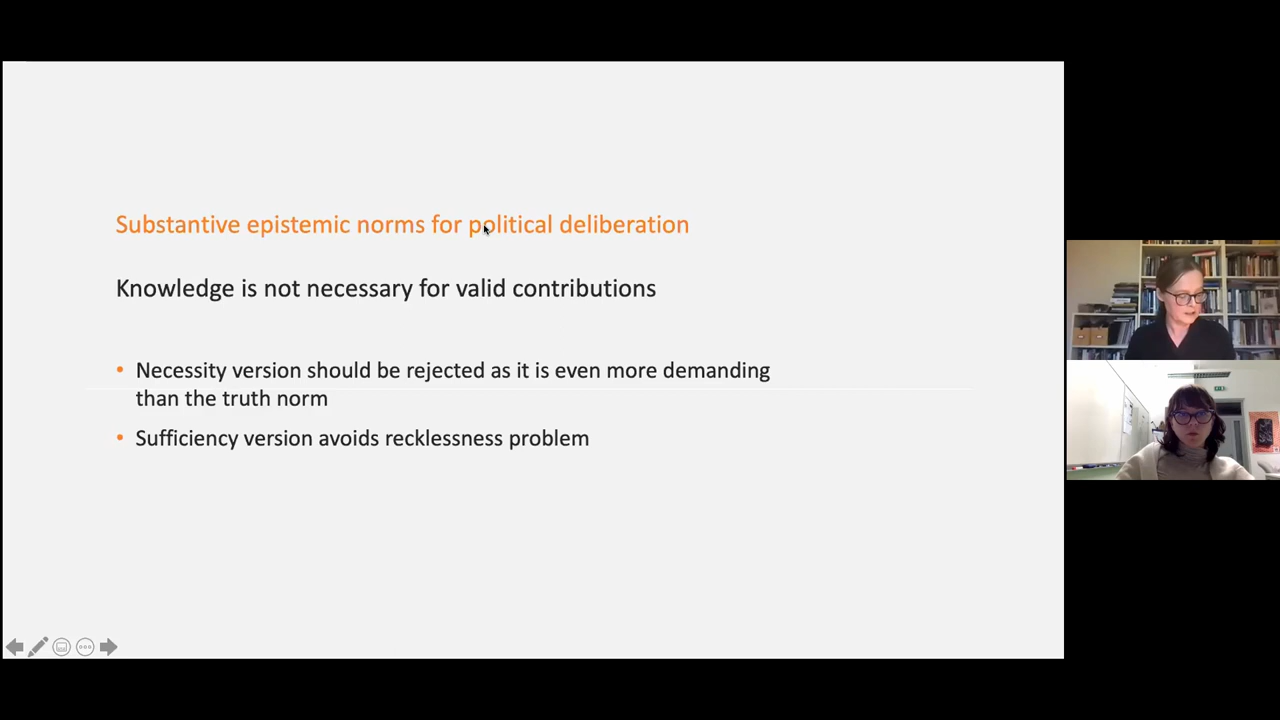 Substantive epistemic norms for political deliberation
Knowledge is not necessary for valid contributions
• Necessity version should be rejected as it is even more demanding
than the truth norm
• Sufficiency version avoids recklessness problem